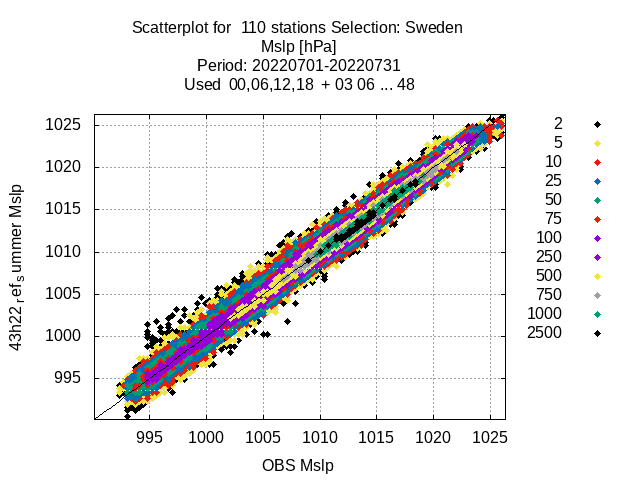 Scatterplot for 110 stations Selection: Sweden
Mslp [hPa]
Period: 20220701-20220731
Used 00,06,12,18 + 03 06 ... 48
1025
1020
1015
1010
1005
1000
995
43h22refsummer Mslp
995 1000 1005 1010 1015 1020 1025
OBS Mslp
2
5
10
25
50
75
100
250
500
750
1000
2500